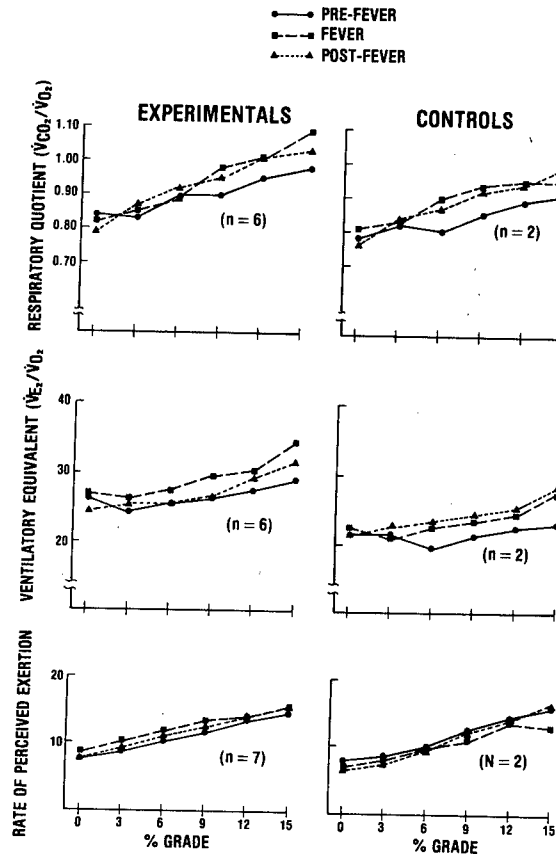 PRE-FEVER
FEVER
POST-FEVER
EXPERIMENTALS
CONTROLS
RESPIRATORY QUOTIENT (V̇CO₂/V̇O₂)
1.10
1.00
0.90
0.80
0.70
(n = 6)
(n = 2)
VENTILATORY EQUIVALENT (V̇E₂/V̇O₂
40
30
20
(n = 6)
(n = 2)
RATE OF PERCEIVED EXERTION
20
10
(n = 7)
(N = 2)
0 3 6 9 12 15
% GRADE
0 3 6 9 12 15
% GRADE